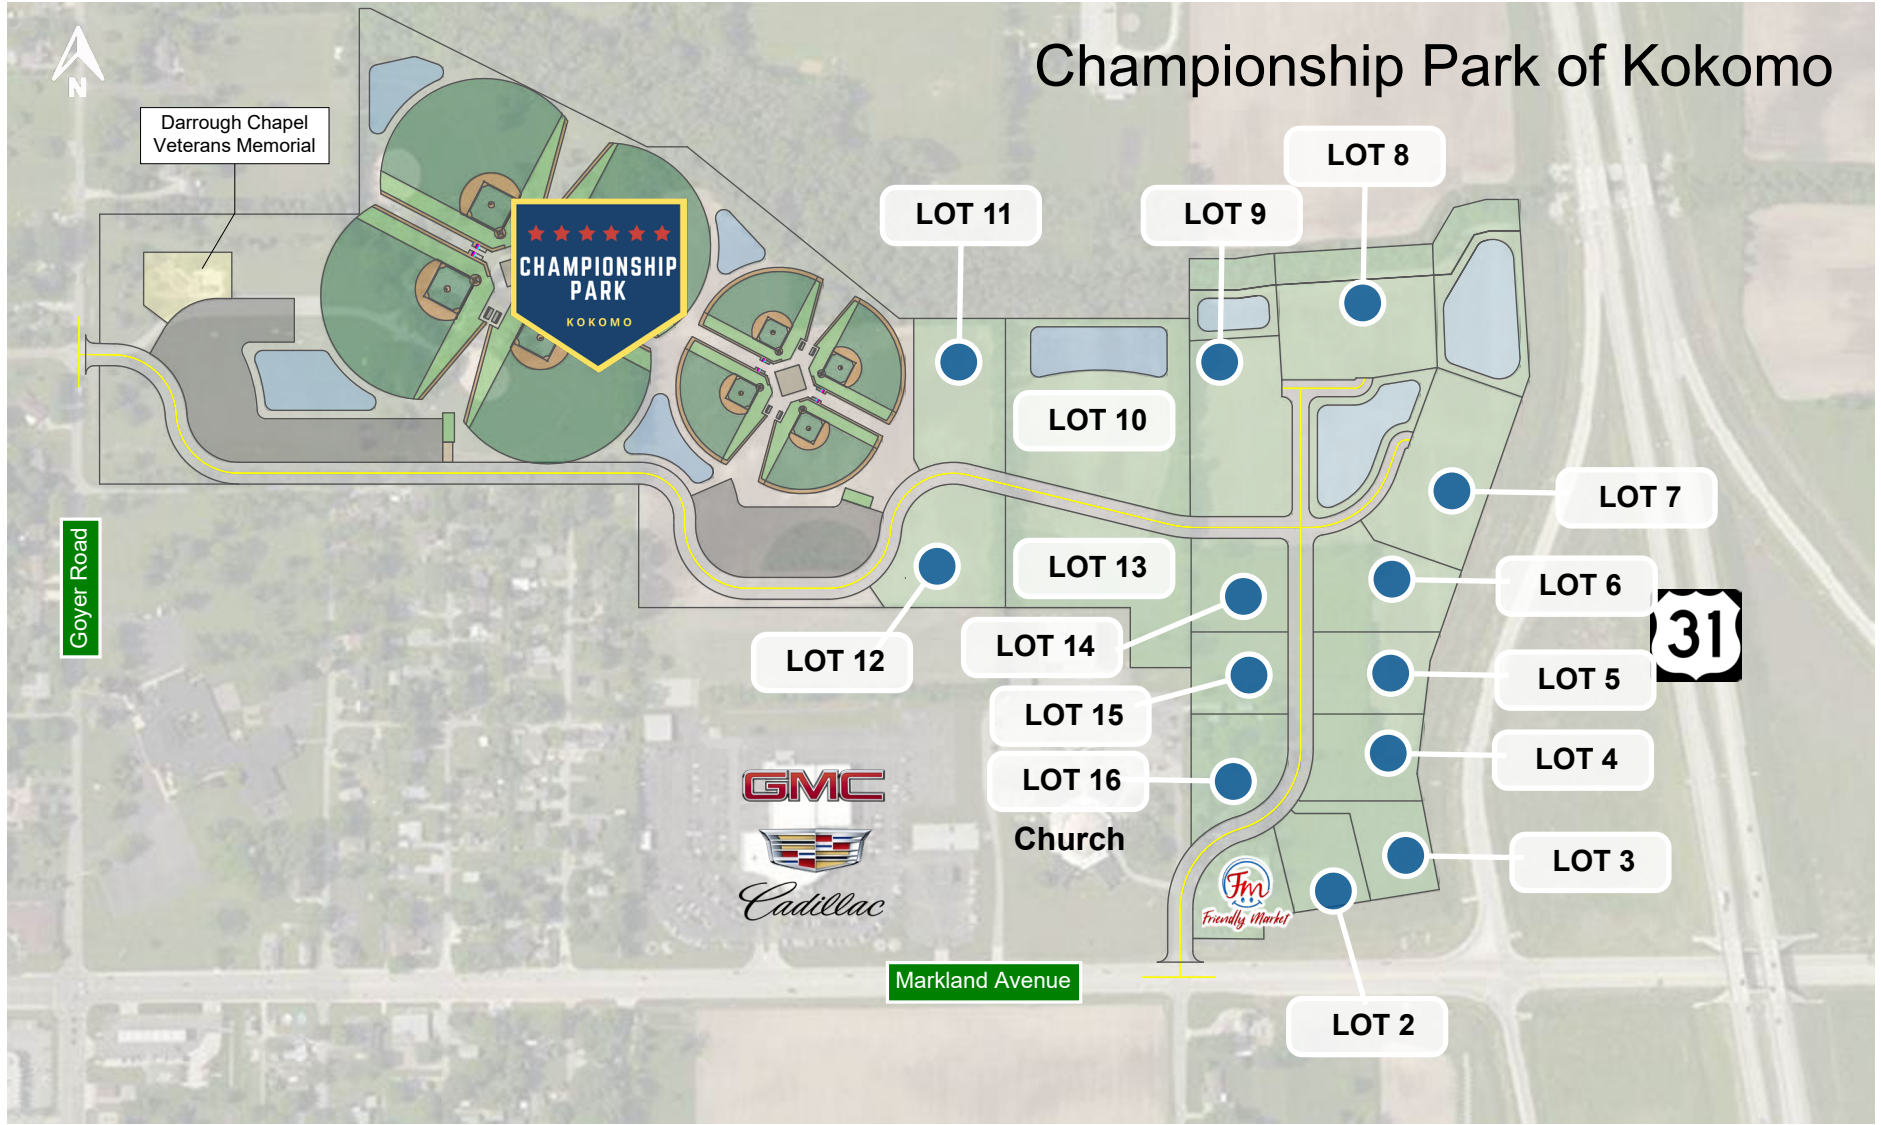 Championship Park of Kokomo
N
Darrough Chapel
Veterans Memorial
LOT 8
LOT 11
LOT 9
CHAMPIONSHIP
PARK
KOKOMO
LOT 10
LOT 7
Goyer Road
LOT 13
LOT 6
31
LOT 14
LOT 12
LOT 5
LOT 15
LOT 4
LOT 16
GMC
Church
LOT 3
Fm
Friendly Market
Cadillac
Markland Avenue
LOT 2